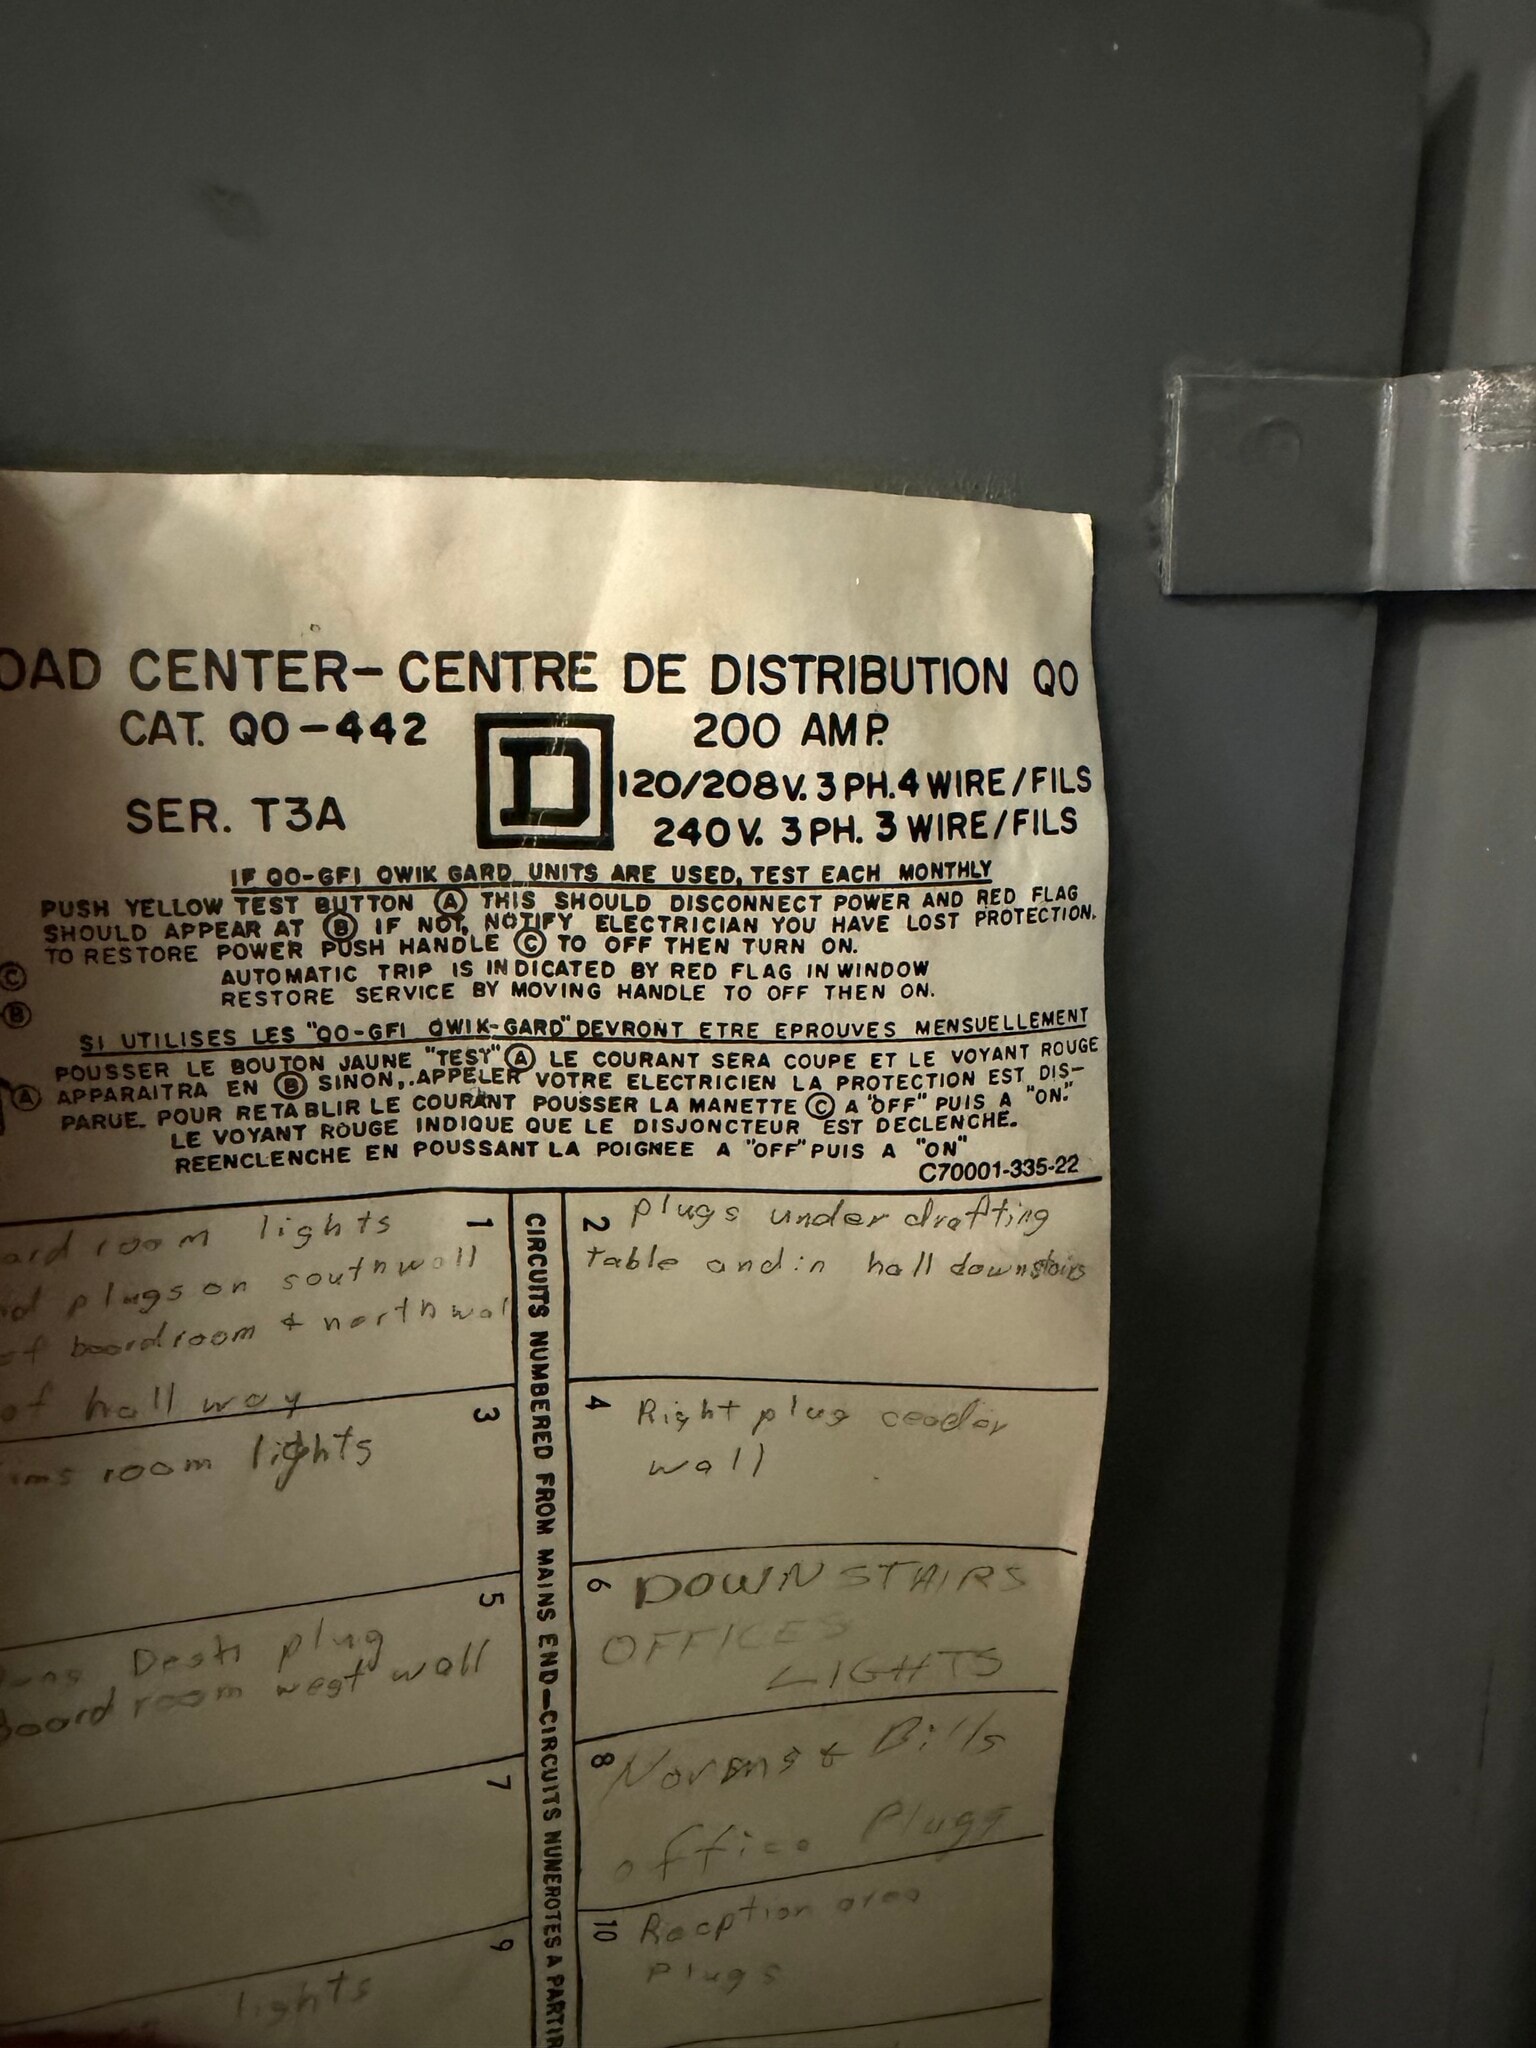 OAD CENTER-CENTRE DE DISTRIBUTION QO
CAT. QO-442
SER. T3A
D
200 AMP.
120/208V. 3 PH. 4 WIRE/FILS
240V. 3 PH. 3 WIRE/FILS
IF QO-GFI QWIK GARD UNITS ARE USED, TEST EACH MONTHLY
PUSH YELLOW TEST BUTTON Ⓐ THIS SHOULD DISCONNECT POWER AND RED FLAG
SHOULD APPEAR AT Ⓑ IF NOT, NOTIFY ELECTRICIAN YOU HAVE LOST PROTECTION.
TO RESTORE POWER PUSH HANDLE Ⓒ TO OFF THEN TURN ON.
AUTOMATIC TRIP IS INDICATED BY RED FLAG IN WINDOW
RESTORE SERVICE BY MOVING HANDLE TO OFF THEN ON.
Ⓒ
Ⓑ
Ⓐ
SI UTILISES LES "QO-GFI QWIK-GARD" DEVRONT ETRE EPROUVES MENSUELLEMENT
POUSSER LE BOUTON JAUNE "TEST" Ⓐ LE COURANT SERA COUPE ET LE VOYANT ROUGE
APPARAITRA EN Ⓑ SINON,.APPELER VOTRE ELECTRICIEN LA PROTECTION EST DIS-
PARUE. POUR RETABLIR LE COURANT POUSSER LA MANETTE Ⓒ A "OFF" PUIS A "ON."
LE VOYANT ROUGE INDIQUE QUE LE DISJONCTEUR EST DECLENCHE.
REENCLENCHE EN POUSSANT LA POIGNEE A "OFF" PUIS A "ON"
C70001-335-22
CIRCUITS NUMBERED FROM MAINS END-CIRCUITS NUNEROTES A PARTIR
1
ard room lights
plugs on southwall
of boardroom & northwal
of hall way
2
plugs under drafting
table and in hall downstairs
3
room lights
4
Right plug ceadar
wall
5
Desk plug
Board room west wall
6
DOWNSTAIRS
OFFICES
LIGHTS
7
8
Norms & Bills
office Plugs
9
lights
10
Reception area
plugs